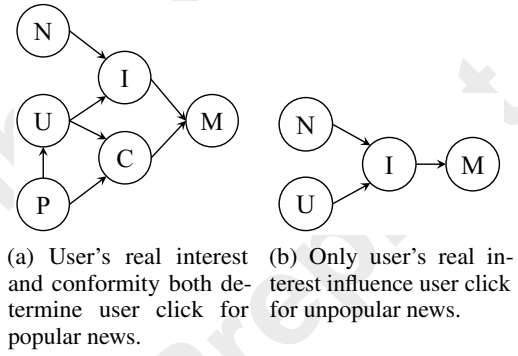 N
I
U
M
C
P
N
I
M
U
(a) User's real interest
and conformity both de-
termine user click for
popular news.
(b) Only user's real in-
terest influence user click
for unpopular news.